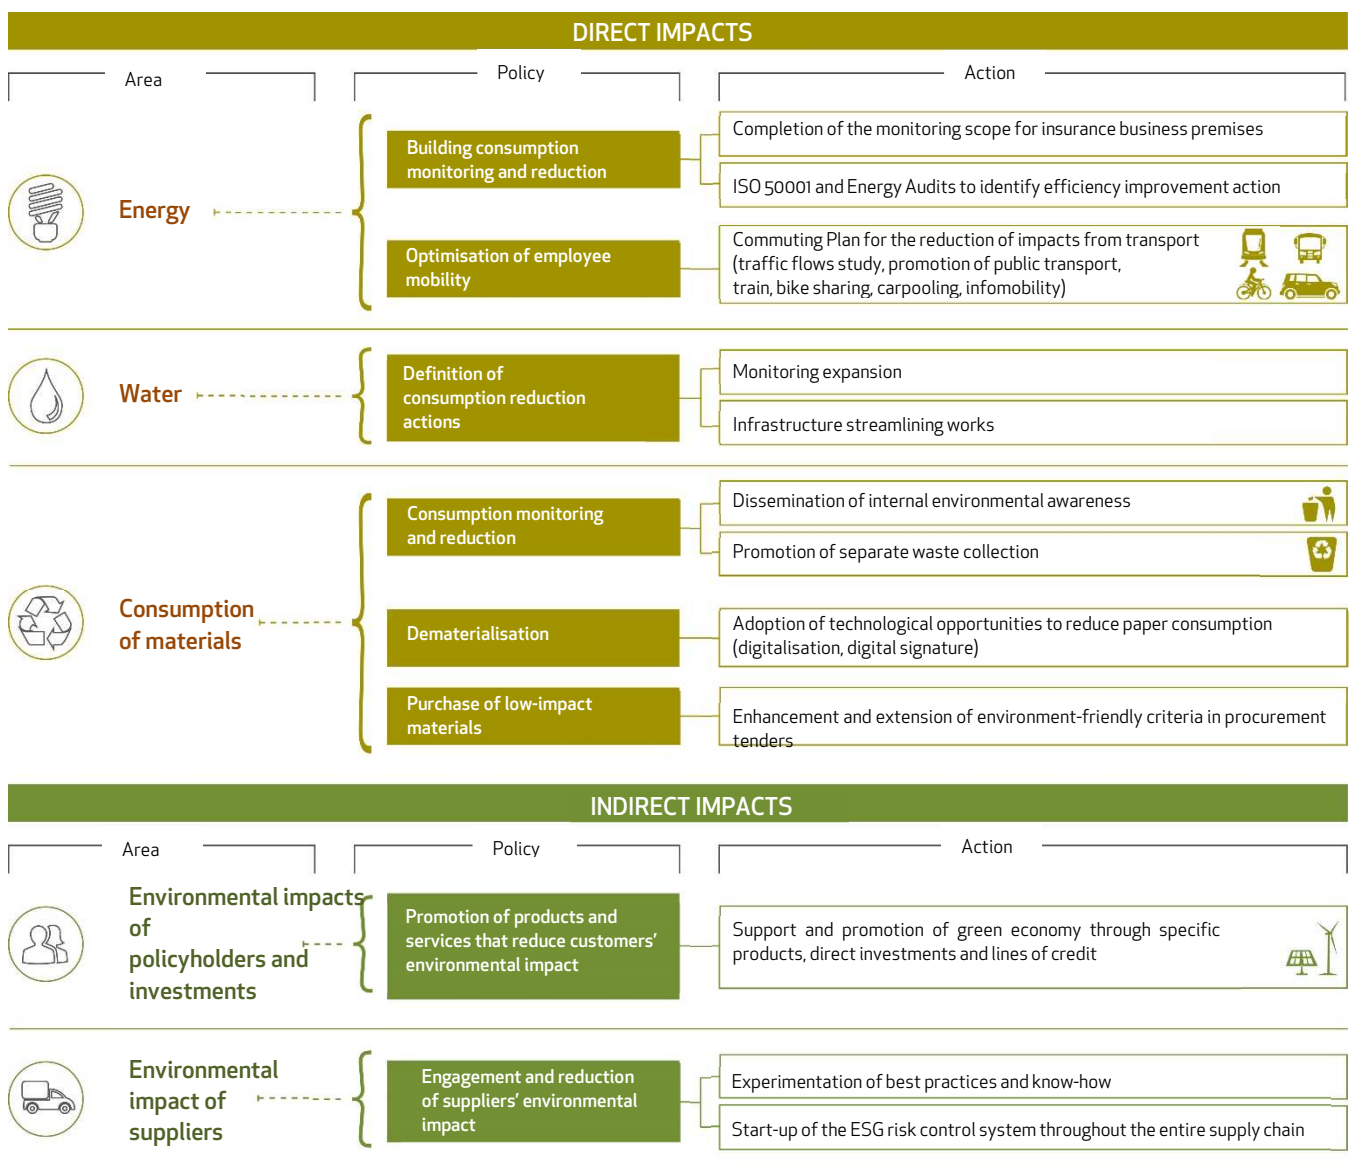 DIRECT IMPACTS
Area
Policy
Action
Energy
Building consumption
monitoring and reduction
Completion of the monitoring scope for insurance business premises
ISO 50001 and Energy Audits to identify efficiency improvement action
Optimisation of employee
mobility
Commuting Plan for the reduction of impacts from transport
(traffic flows study, promotion of public transport,
train, bike sharing, carpooling, infomobility)
Water
Definition of
consumption reduction
actions
Monitoring expansion
Infrastructure streamlining works
Consumption
of materials
Consumption monitoring
and reduction
Dissemination of internal environmental awareness
Promotion of separate waste collection
Dematerialisation
Adoption of technological opportunities to reduce paper consumption
(digitalisation, digital signature)
Purchase of low-impact
materials
Enhancement and extension of environment-friendly criteria in procurement
tenders
INDIRECT IMPACTS
Area
Policy
Action
Environmental impacts
of
policyholders and
investments
Promotion of products and
services that reduce customers’
environmental impact
Support and promotion of green economy through specific
products, direct investments and lines of credit
Environmental
impact of
suppliers
Engagement and reduction
of suppliers’ environmental
impact
Experimentation of best practices and know-how
Start-up of the ESG risk control system throughout the entire supply chain